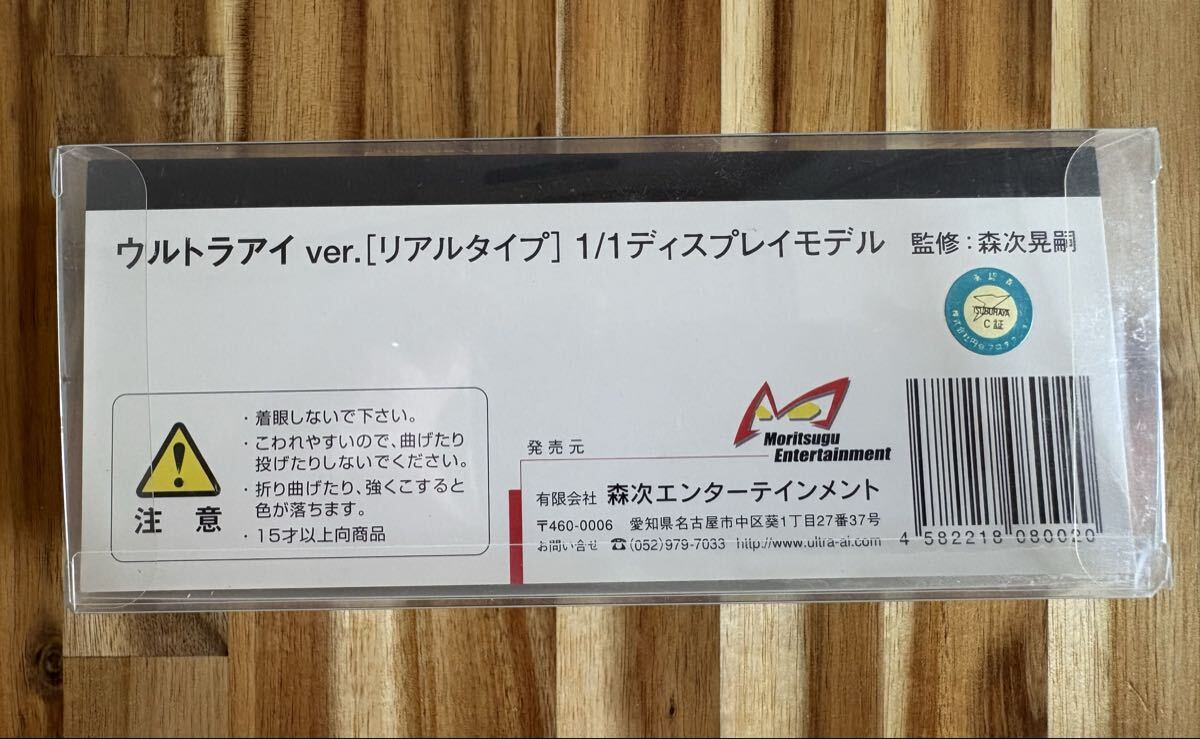 ウルトラアイ ver.[リアルタイプ] 1/1ディスプレイモデル 監修:森次晃嗣
承認番
TSUBURAYA
C証
・着眼しないで下さい。
・こわれやすいので、曲げたり
投げたりしないでください。
・折り曲げたり、強くこすると
色が落ちます。
・15才以上向商品
注 意
発売元
Moritsugu
Entertainment
有限会社 森次エンターテインメント
〒460-0006 愛知県名古屋市中区葵1丁目27番37号
お問い合せ ☎(052)979-7033 http://www.ultra-ai.com
4 582218 080020